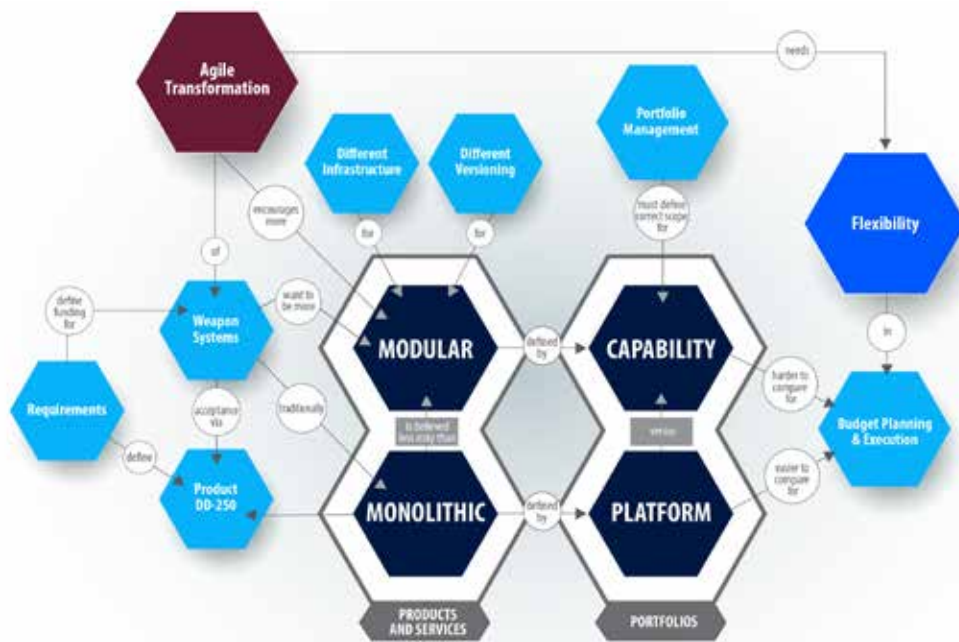 Agile
Transformation
needs
Portfolio
Management
Different
Infrastructure
Different
Versioning
encourages
more
must define
correct scope
for
Flexibility
for
for
of
define
funding
for
Weapon
Systems
want to
be more
MODULAR
defined
by
CAPABILITY
in
harder to
compare
for
Requirements
acceptance
via
traditionally
is believed
less risky than
versus
Budget Planning
& Execution
define
Product
DD-250
MONOLITHIC
defined
by
PLATFORM
easier to
compare
for
PRODUCTS
AND SERVICES
PORTFOLIOS